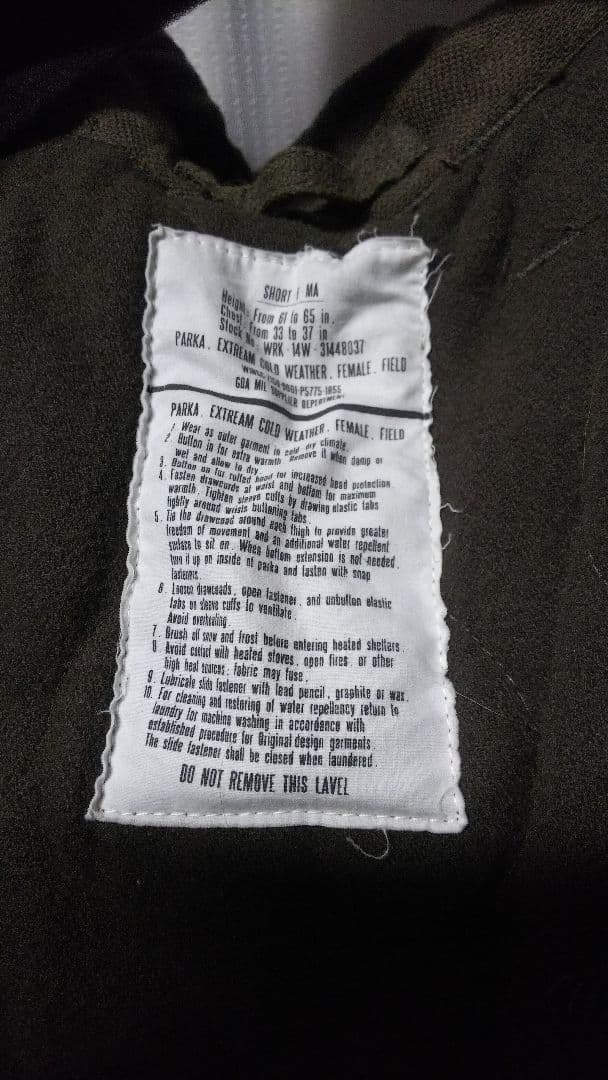 SHORT / MA
Height From 61 to 65 in.
Chest From 33 to 37 in
Stock No. WRK-14W-31448037
PARKA. EXTREAM COLD WEATHER. FEMALE. FIELD
9001-P5775-1855
GOA MIL SUPPLIER DEPERTMENT
PARKA. EXTREAM COLD WEATHER. FEMALE. FIELD
1. Wear as outer garment in cold dry climate.
2. Button in for extra warmth. Remove it when damp or
wet and allow to dry.
3. Button on fur rolled hood for increased head protection
4. Fasten drawcords at waist and bottom for maximum
warmth. Tighten sleeve cuffs by drawing elastic tabs
tightly around wrists buttoning tabs.
5. Tie the drawcoad around each thigh to provide greater
freedom of movement and an additional water repellent
surface to sit on. When bottom extension is not needed.
turn it up on inside of parka and fasten with snap
fasteners.
6. Loosen drawcoads, open fastener, and unbutton elastic
tabs on sleeve cuffs to ventilate.
Avoid overheating
7. Brush off snow and frost before entering heated shelters.
8. Avoid contact with heated stoves, open fires. or other
high heat sources. fabric may fuse.
9. Lubricate slide fastener with lead pencil, graphite or wax.
10. For cleaning and restoring of water repellency return to
laundry for machine washing in accordence with
established procedure for Original design garments.
The slide fastener shall be closed when laundered.
DO NOT REMOVE THIS LAVEL